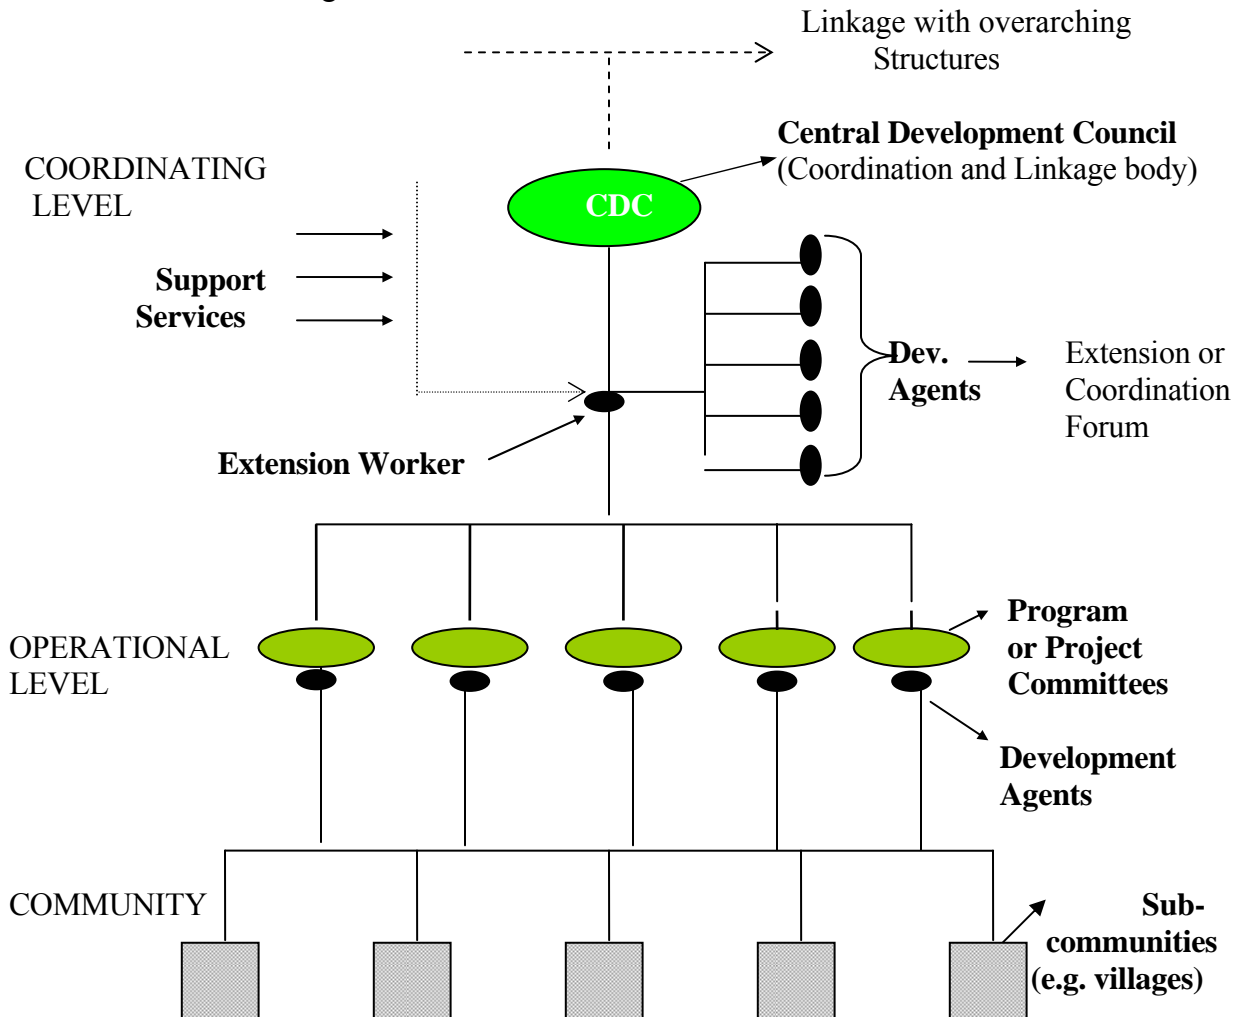 Linkage with overarching
Structures
Central Development Council
(Coordination and Linkage body)
COORDINATING
LEVEL
CDC
Support
Services
Dev.
Agents
Extension or
Coordination
Forum
Extension Worker
OPERATIONAL
LEVEL
Program
or Project
Committees
Development
Agents
COMMUNITY
Sub-
communities
(e.g. villages)